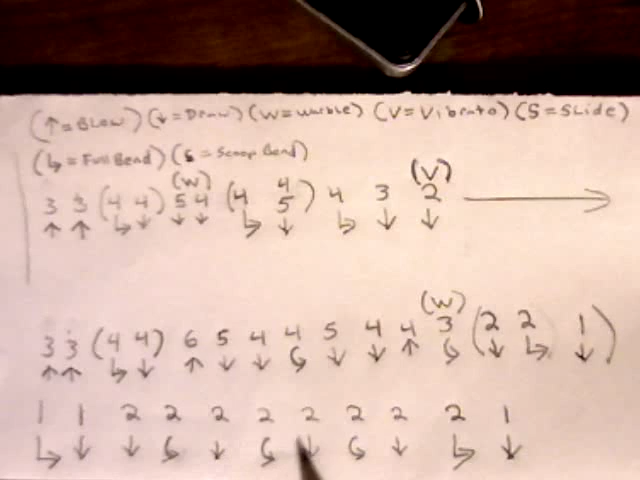 (↑=Blow) (↓=Draw) (W=Warble) (V=Vibrato) (S=Slide)
(↳=Full Bend) (ς=Scoop Bend)
(W) 4 (V)
3 3 (4 4) 5 4 (4 5) 4 3 2 →
↑ ↑ ↳ ↓ ↓ ↓ ↳ ↓ ↳ ↓ ↓
(W)
3 3 (4 4) 6 5 4 4 5 4 4 3 (2 2 1)
↑ ↑ ↳ ↓ ↑ ↓ ↓ ς ↓ ↓ ↑ ς ↓ ↳ ↓
1 1 2 2 2 2 2 2 2 2 1
↳ ↓ ↓ ς ↓ ς ↓ ς ↓ ↳ ↓